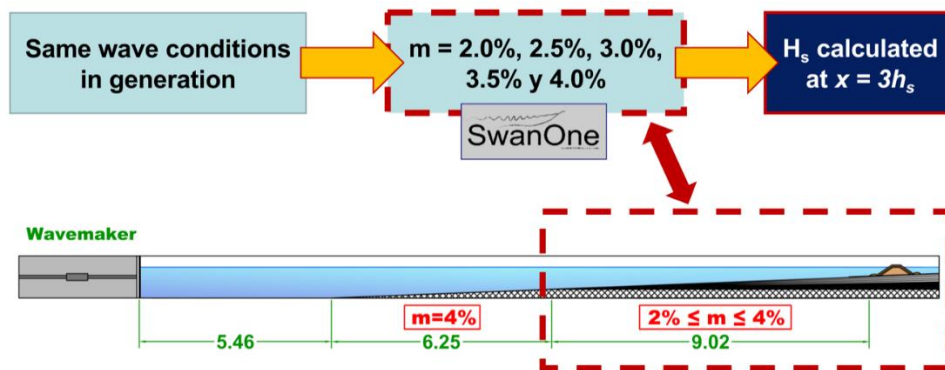 Same wave conditions
in generation
m = 2.0%, 2.5%, 3.0%,
3.5% y 4.0%
Hₛ calculated
at x = 3hₛ
SwanOne
Wavemaker
m=4%
2% ≤ m ≤ 4%
5.46
6.25
9.02